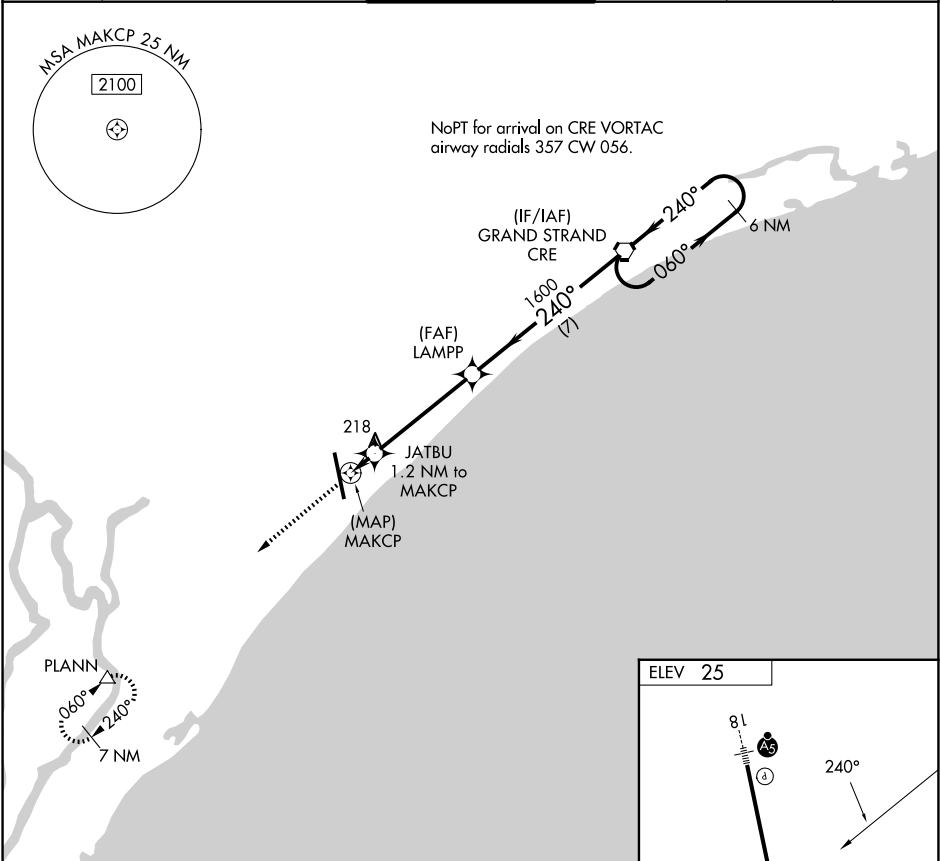 MSA MAKCP 25 NM
2100
NoPT for arrival on CRE VORTAC
airway radials 357 CW 056.
240°
6 NM
060°
(IF/IAF)
GRAND STRAND
CRE
1600
240°
(7)
(FAF)
LAMPP
218
JATBU
1.2 NM to
MAKCP
(MAP)
MAKCP
PLANN
060°
240°
7 NM
ELEV 25
18
A5
P
240°